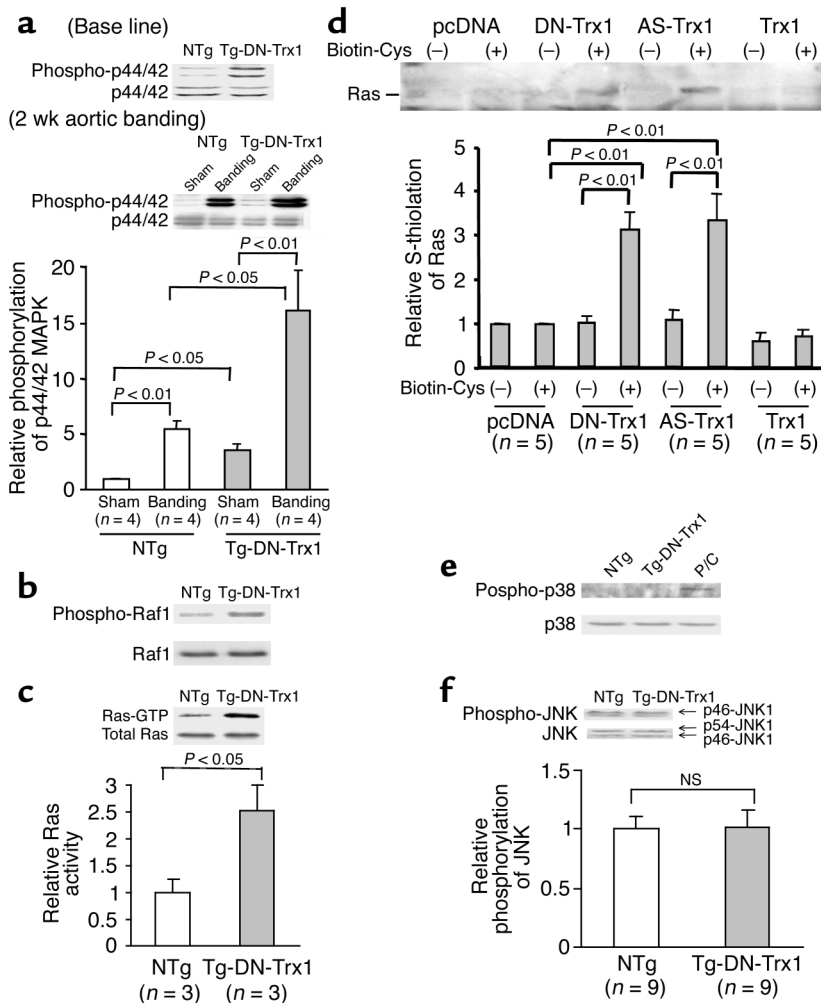 a (Base line)
NTg Tg-DN-Trx1
Phospho-p44/42
p44/42
(2 wk aortic banding)
NTg Tg-DN-Trx1
Sham Banding Sham Banding
Phospho-p44/42
p44/42
P < 0.01
P < 0.05
P < 0.05
P < 0.01
Relative phosphorylation
of p44/42 MAPK
20
15
10
5
0
Sham Banding Sham Banding
(n = 4) (n = 4) (n = 4) (n = 4)
NTg Tg-DN-Trx1
b
NTg Tg-DN-Trx1
Phospho-Raf1
Raf1
c
NTg Tg-DN-Trx1
Ras-GTP
Total Ras
P < 0.05
Relative Ras
activity
3
2.5
2
1.5
1
0.5
0
NTg Tg-DN-Trx1
(n = 3) (n = 3)
d
pcDNA DN-Trx1 AS-Trx1 Trx1
Biotin-Cys (–) (+) (–) (+) (–) (+) (–) (+)
Ras
P < 0.01
P < 0.01
P < 0.01 P < 0.01
Relative S-thiolation
of Ras
5
4
3
2
1
0
Biotin-Cys (–) (+) (–) (+) (–) (+) (–) (+)
pcDNA DN-Trx1 AS-Trx1 Trx1
(n = 5) (n = 5) (n = 5) (n = 5)
e
NTg Tg-DN-Trx1 P/C
Pospho-p38
p38
f
NTg Tg-DN-Trx1
Phospho-JNK p46-JNK1
p54-JNK1
JNK p46-JNK1
NS
Relative
phosphorylation
of JNK
1.5
1
0.5
0
NTg Tg-DN-Trx1
(n = 9) (n = 9)